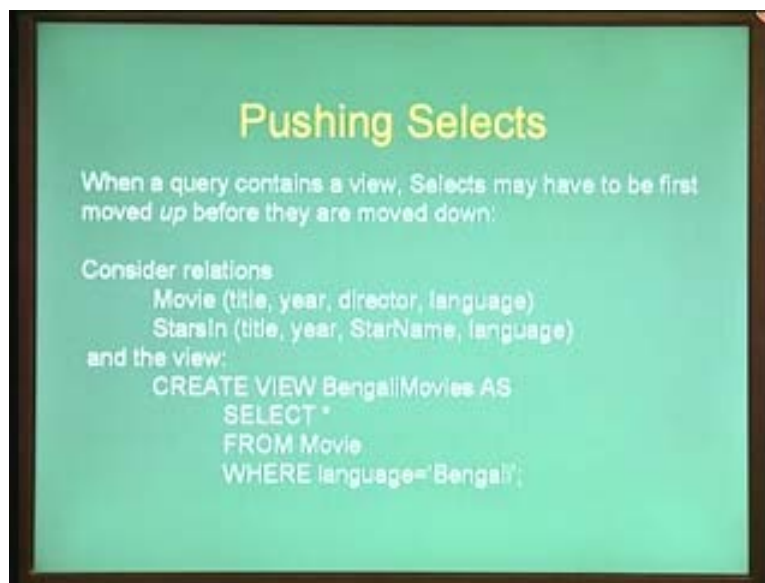 Pushing Selects
When a query contains a view, Selects may have to be first
moved up before they are moved down:
Consider relations
Movie (title, year, director, language)
StarsIn (title, year, StarName, language)
and the view:
CREATE VIEW BengaliMovies AS
SELECT *
FROM Movie
WHERE language='Bengali';